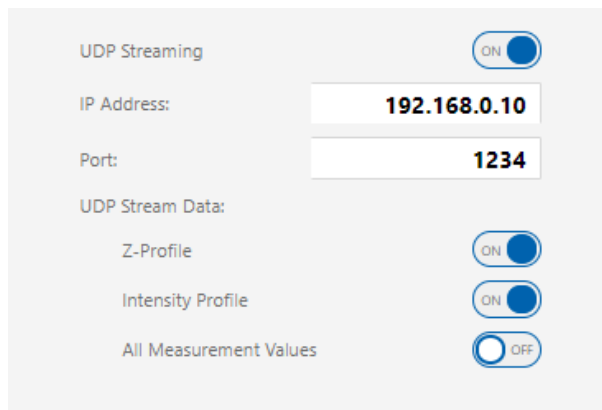 UDP Streaming ON
IP Address: 192.168.0.10
Port: 1234
UDP Stream Data:
Z-Profile ON
Intensity Profile ON
All Measurement Values OFF